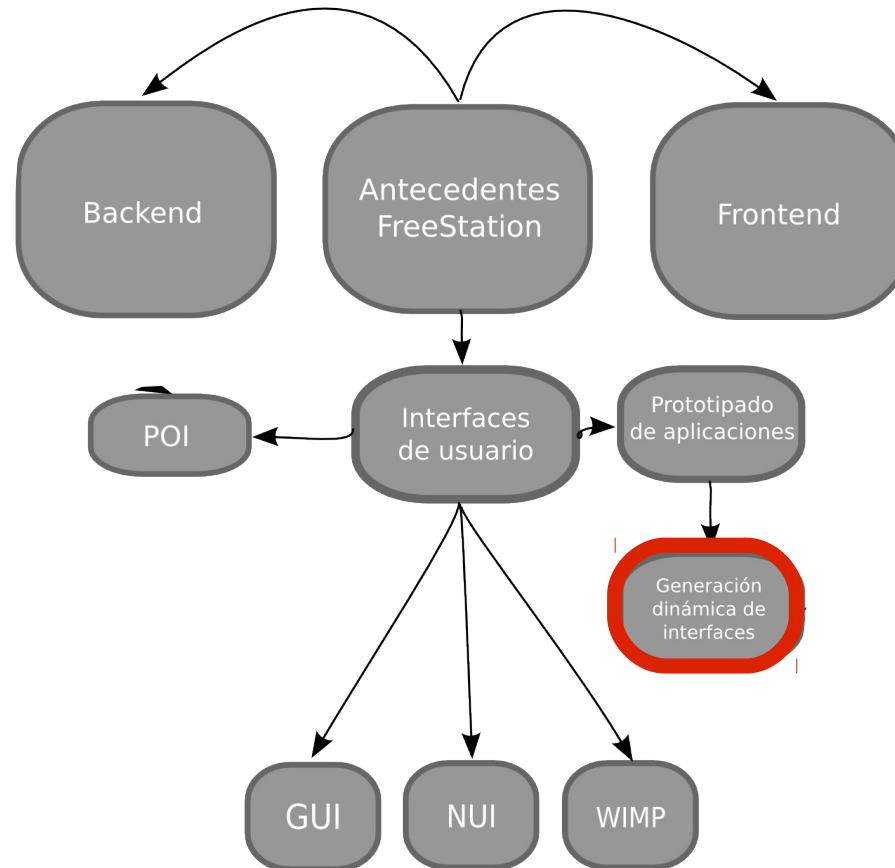 Backend
Antecedentes
FreeStation
Frontend
POI
Interfaces
de usuario
Prototipado
de aplicaciones
Generación
dinámica de
interfaces
GUI
NUI
WIMP